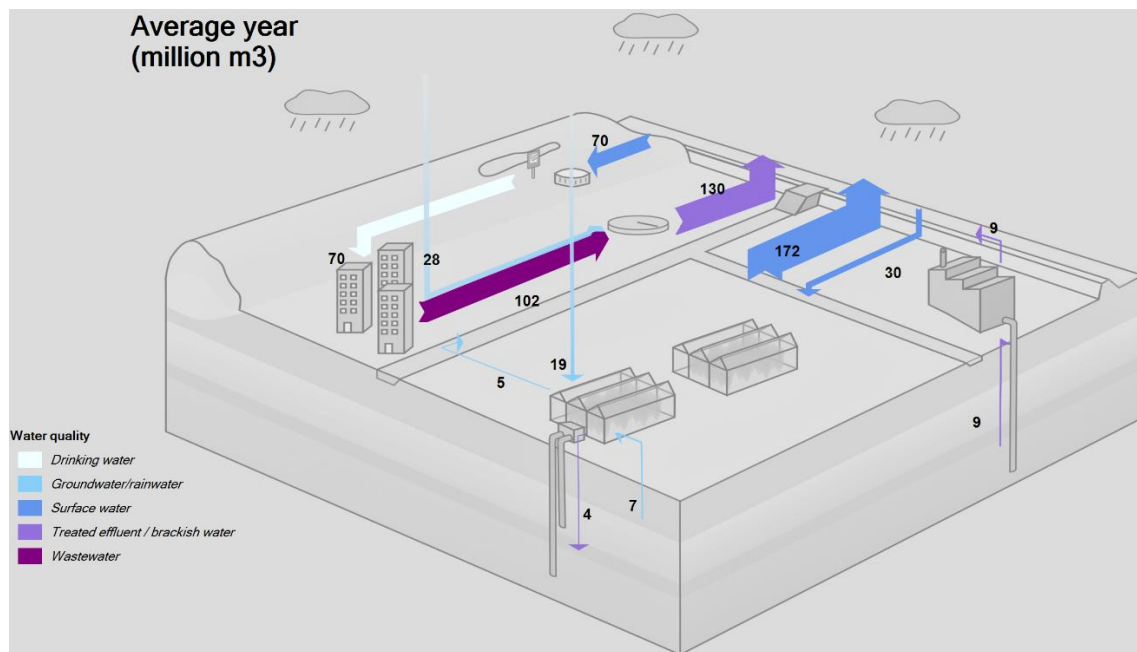 Average year
(million m3)
70
130
9
172
70
28
30
102
19
5
9
7
4
Water quality
Drinking water
Groundwater/rainwater
Surface water
Treated effluent / brackish water
Wastewater